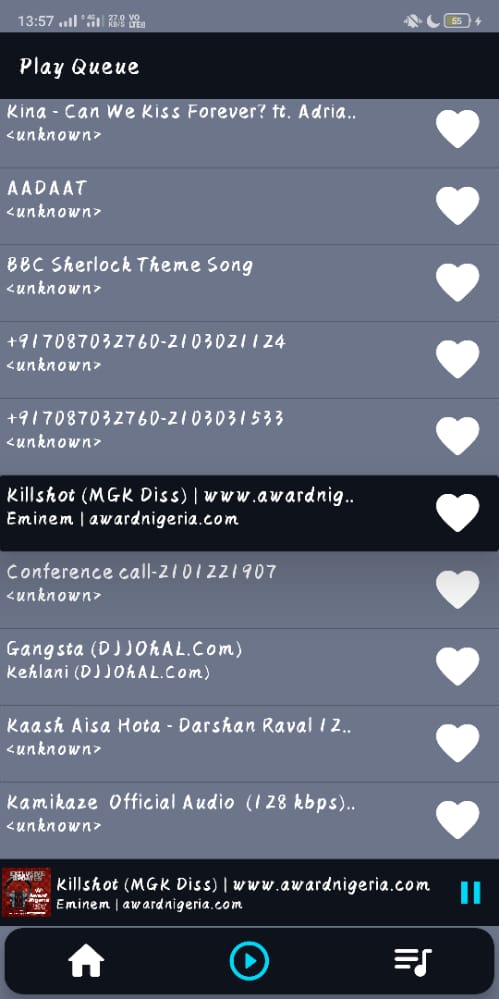 13:57 4G 27.0 KB/S VO LTE 55
Play Queue
Kina - Can We Kiss Forever? ft. Adria..
<unknown>
AADAAT
<unknown>
BBC Sherlock Theme Song
<unknown>
+917087032760-2103021124
<unknown>
+917087032760-2103031533
<unknown>
Killshot (MGK Diss) | www.awardnig..
Eminem | awardnigeria.com
Conference call-2101221907
<unknown>
Gangsta (DJJOhAL.Com)
Kehlani (DJJOhAL.Com)
Kaash Aisa Hota - Darshan Raval 12..
<unknown>
Kamikaze Official Audio (128 kbps)..
<unknown>
Killshot (MGK Diss) | www.awardnigeria.com
Eminem | awardnigeria.com